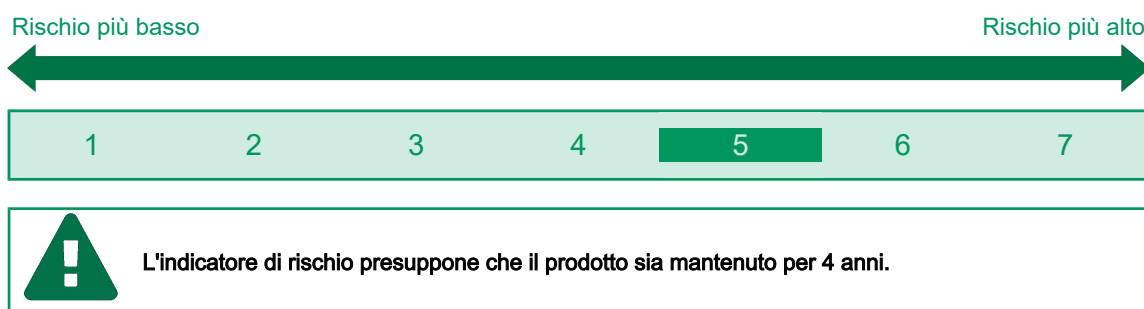 Rischio più basso Rischio più alto
1 2 3 4 5 6 7
L'indicatore di rischio presuppone che il prodotto sia mantenuto per 4 anni.